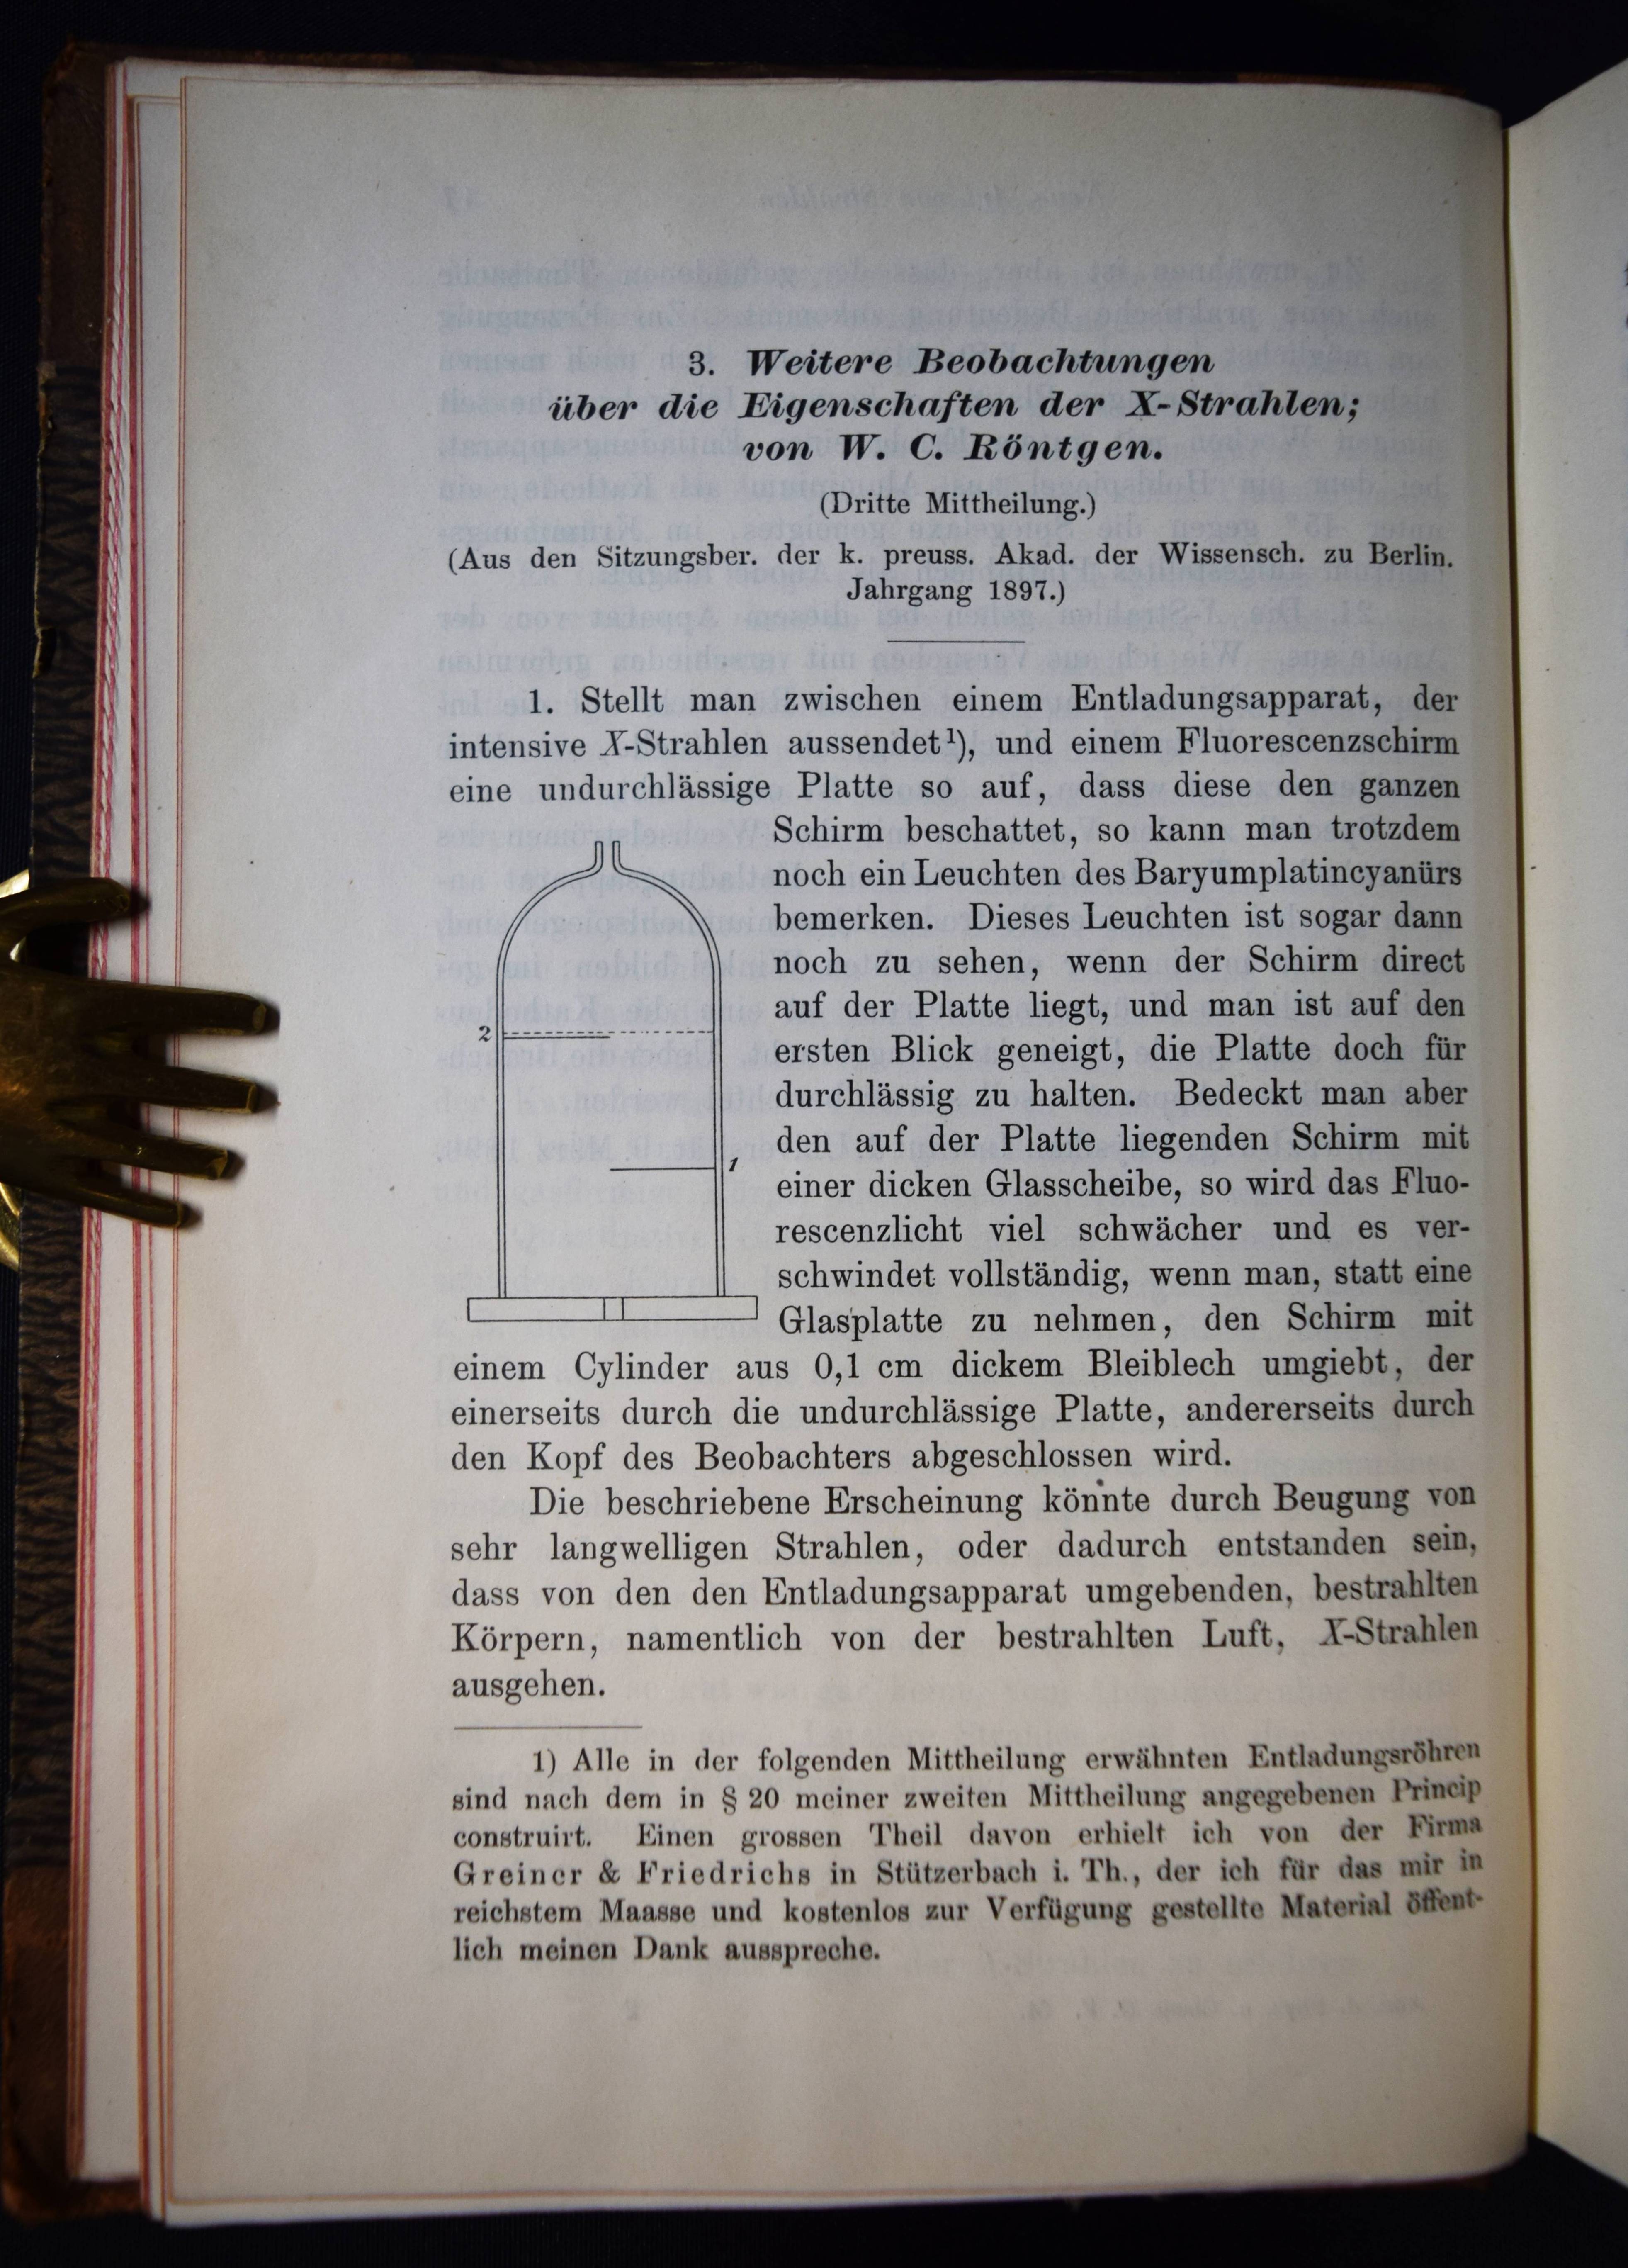 3. Weitere Beobachtungen
über die Eigenschaften der X-Strahlen;
von W. C. Röntgen.
(Dritte Mittheilung.)
(Aus den Sitzungsber. der k. preuss. Akad. der Wissensch. zu Berlin.
Jahrgang 1897.)
1. Stellt man zwischen einem Entladungsapparat, der
intensive X-Strahlen aussendet¹), und einem Fluorescenzschirm
eine undurchlässige Platte so auf, dass diese den ganzen
Schirm beschattet, so kann man trotzdem
noch ein Leuchten des Baryumplatincyanürs
bemerken. Dieses Leuchten ist sogar dann
noch zu sehen, wenn der Schirm direct
auf der Platte liegt, und man ist auf den
ersten Blick geneigt, die Platte doch für
durchlässig zu halten. Bedeckt man aber
den auf der Platte liegenden Schirm mit
einer dicken Glasscheibe, so wird das Fluo-
rescenzlicht viel schwächer und es ver-
schwindet vollständig, wenn man, statt eine
Glasplatte zu nehmen, den Schirm mit
einem Cylinder aus 0,1 cm dickem Bleiblech umgiebt, der
einerseits durch die undurchlässige Platte, andererseits durch
den Kopf des Beobachters abgeschlossen wird.
2
1
Die beschriebene Erscheinung könnte durch Beugung von
sehr langwelligen Strahlen, oder dadurch entstanden sein,
dass von den den Entladungsapparat umgebenden, bestrahlten
Körpern, namentlich von der bestrahlten Luft, X-Strahlen
ausgehen.
1) Alle in der folgenden Mittheilung erwähnten Entladungsröhren
sind nach dem in § 20 meiner zweiten Mittheilung angegebenen Princip
construirt. Einen grossen Theil davon erhielt ich von der Firma
Greiner & Friedrichs in Stützerbach i. Th., der ich für das mir in
reichstem Maasse und kostenlos zur Verfügung gestellte Material öffent-
lich meinen Dank ausspreche.